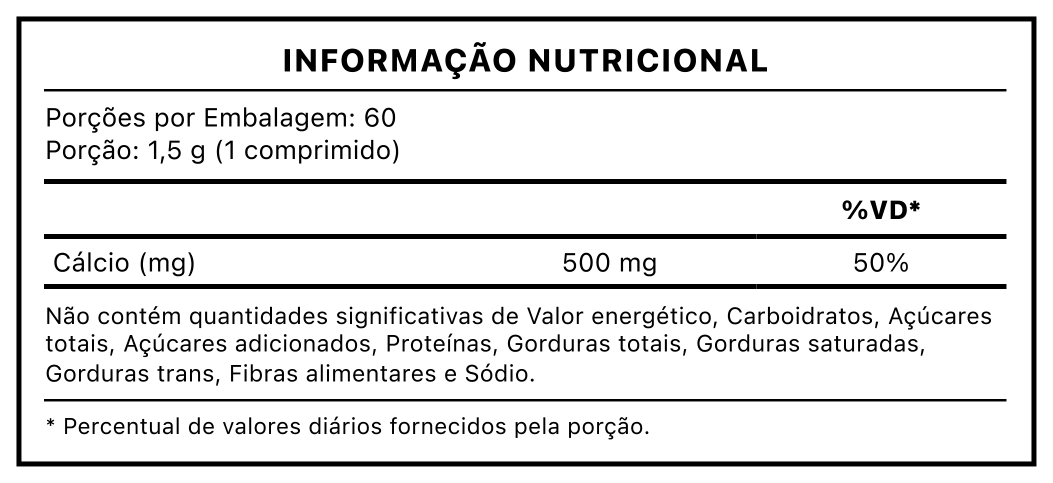 INFORMAÇÃO NUTRICIONAL
Porções por Embalagem: 60
Porção: 1,5 g (1 comprimido)
%VD*
Cálcio (mg) 500 mg 50%
Não contém quantidades significativas de Valor energético, Carboidratos, Açúcares
totais, Açúcares adicionados, Proteínas, Gorduras totais, Gorduras saturadas,
Gorduras trans, Fibras alimentares e Sódio.
* Percentual de valores diários fornecidos pela porção.